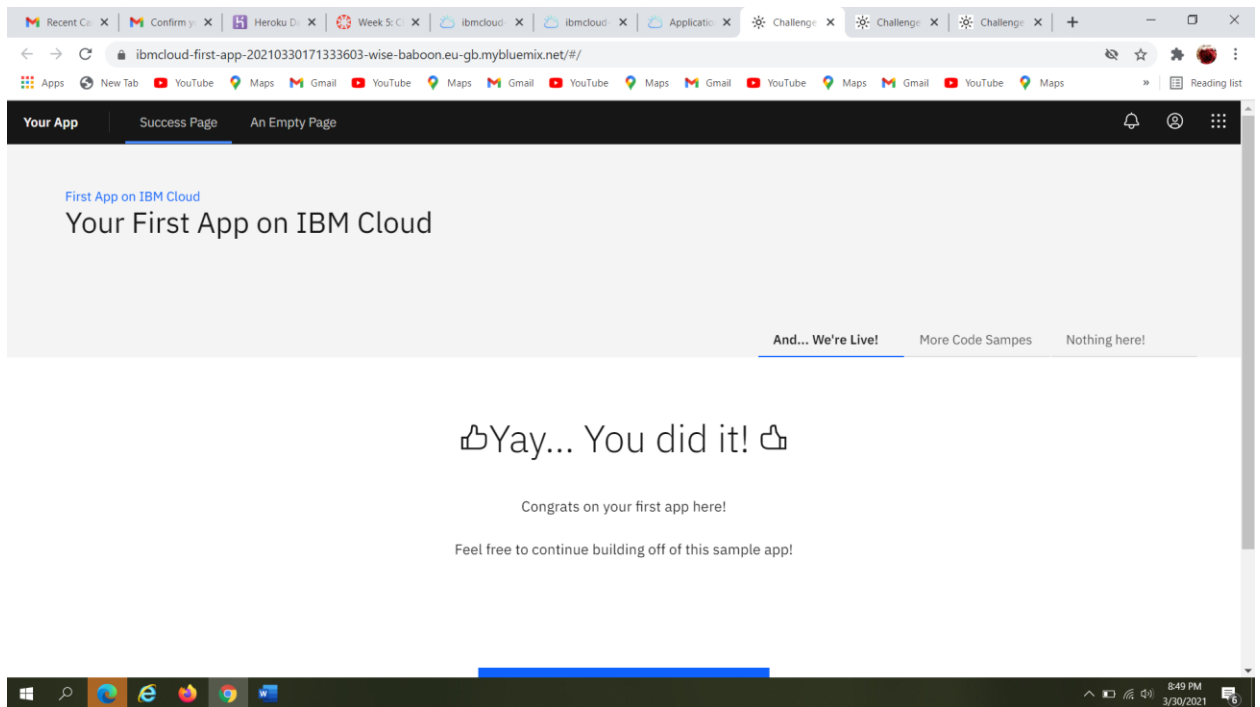 Recent Ca
Confirm y
Heroku Da
Week 5: C
ibmcloud-
ibmcloud-
Applicatio
Challenge
Challenge
Challenge
ibmcloud-first-app-20210330171333603-wise-baboon.eu-gb.mybluemix.net/#/
Apps New Tab YouTube Maps Gmail YouTube Maps Gmail YouTube Maps Gmail YouTube Maps Gmail YouTube Maps » Reading list
Your App Success Page An Empty Page
First App on IBM Cloud
Your First App on IBM Cloud
And... We're Live! More Code Sampes Nothing here!
Yay... You did it!
Congrats on your first app here!
Feel free to continue building off of this sample app!
8:49 PM
3/30/2021
6